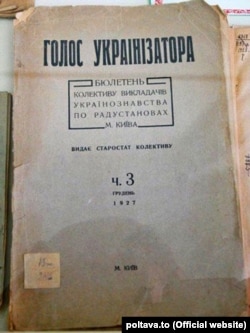 ГОЛОС УКРАЇНІЗАТОРА
БЮЛЕТЕНЬ
КОЛЕКТИВУ ВИКЛАДАЧІВ
УКРАЇНОЗНАВСТВА
ПО РАДУСТАНОВАХ
М. КИЇВА
ВИДАК СТАРОСТАТ КОЛЕКТИВУ
Ч. 3
ГРУДЕНЬ
1927
М. КИЇВ
poltava.to (Official website)